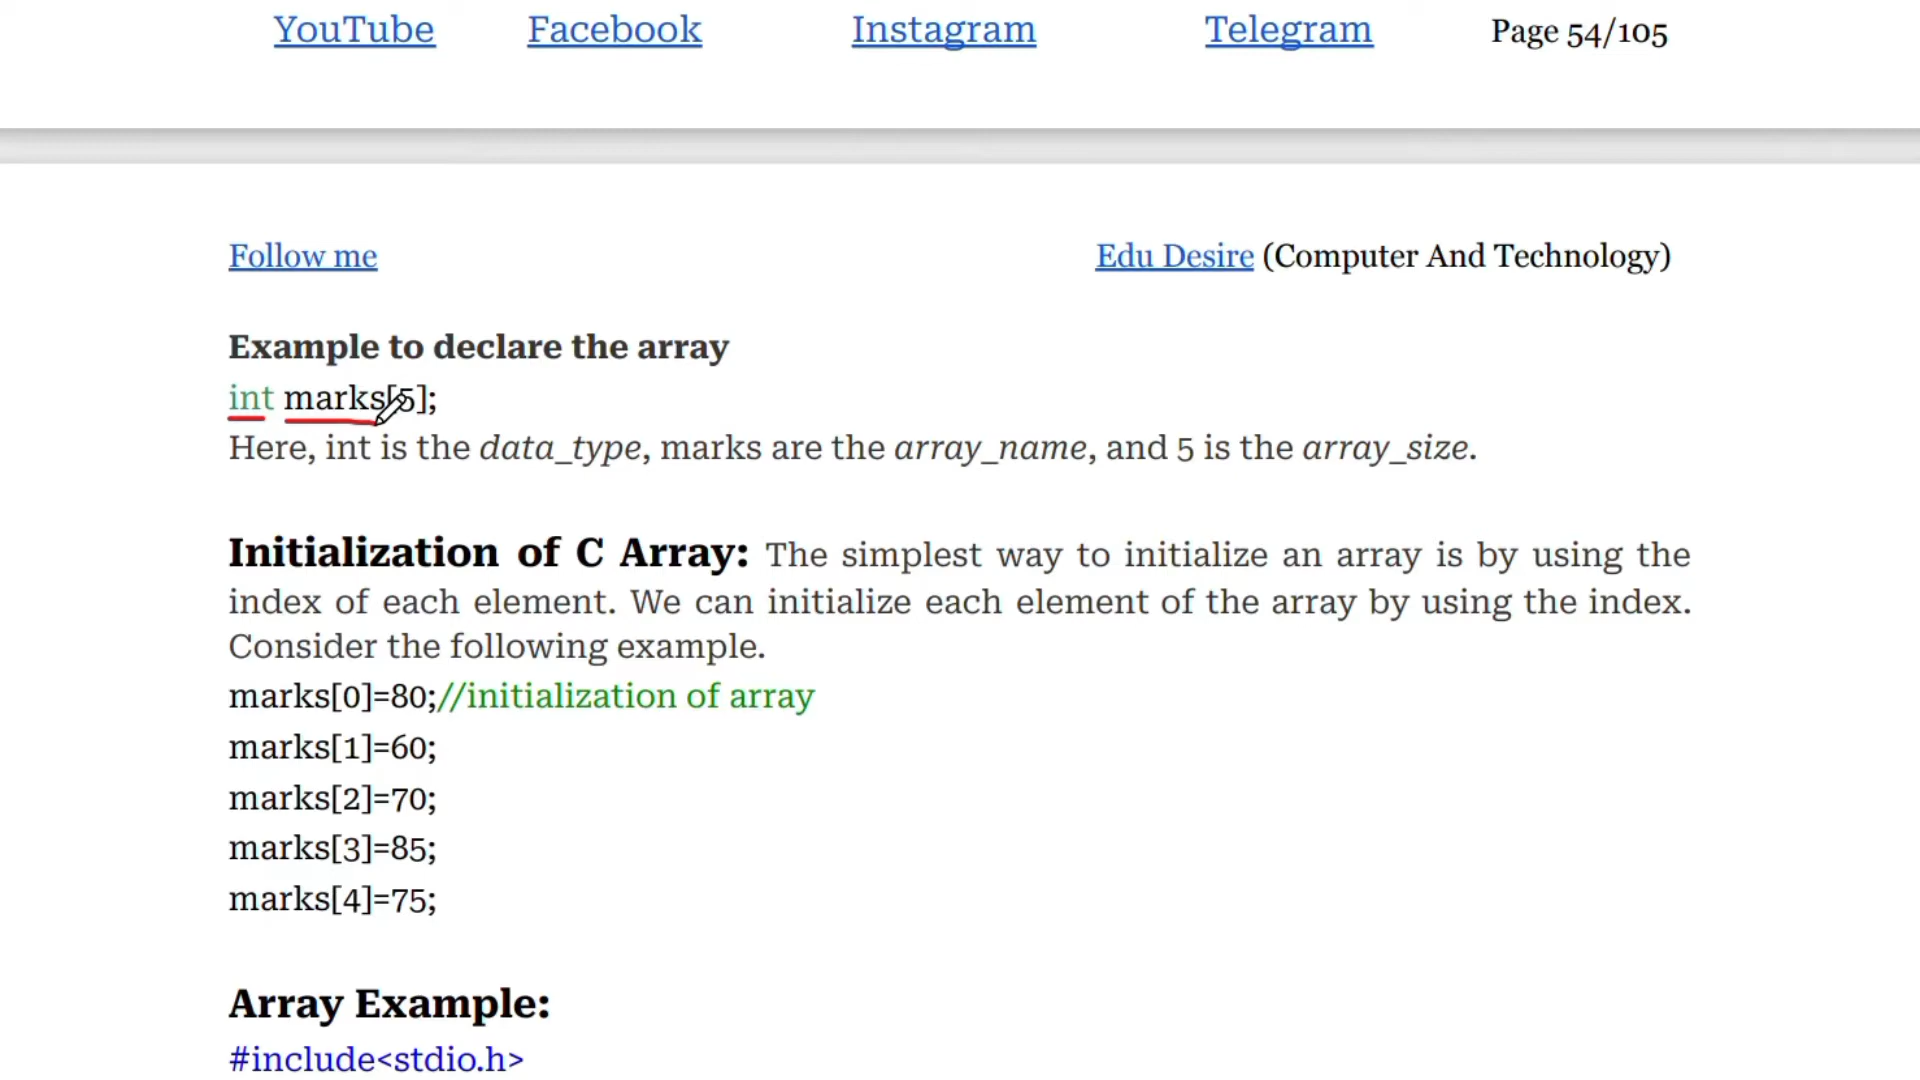 YouTube Facebook Instagram Telegram Page 54/105
Follow me Edu Desire (Computer And Technology)
Example to declare the array
int marks[5];
Here, int is the data_type, marks are the array_name, and 5 is the array_size.
Initialization of C Array: The simplest way to initialize an array is by using the
index of each element. We can initialize each element of the array by using the index.
Consider the following example.
marks[0]=80;//initialization of array
marks[1]=60;
marks[2]=70;
marks[3]=85;
marks[4]=75;
Array Example:
#include<stdio.h>